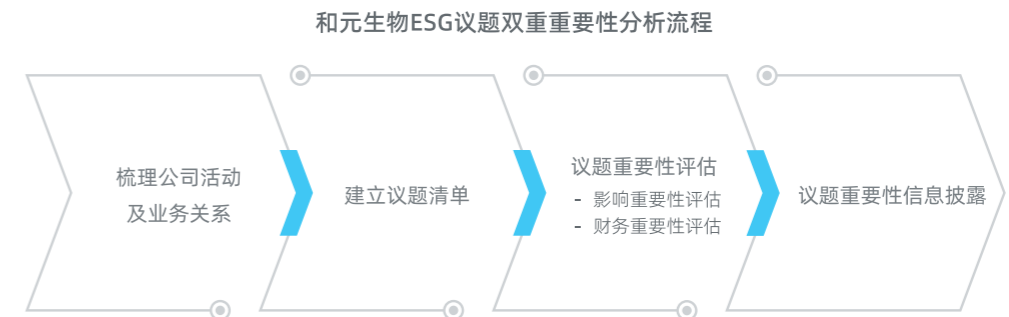 和元生物ESG议题双重重要性分析流程
梳理公司活动
及业务关系
建立议题清单
议题重要性评估
- 影响重要性评估
- 财务重要性评估
议题重要性信息披露